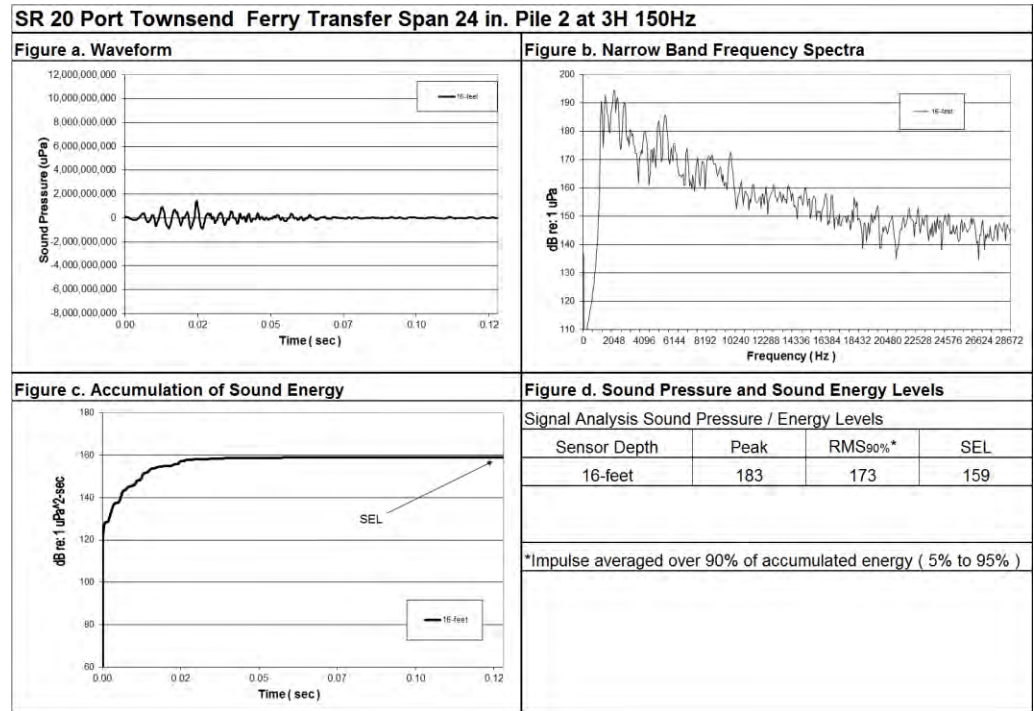 SR 20 Port Townsend Ferry Transfer Span 24 in. Pile 2 at 3H 150Hz
Figure a. Waveform
Sound Pressure (uPa)
12,000,000,000
10,000,000,000
8,000,000,000
6,000,000,000
4,000,000,000
2,000,000,000
0
-2,000,000,000
-4,000,000,000
-6,000,000,000
-8,000,000,000
16-feet
0.00 0.02 0.05 0.07 0.10 0.12
Time ( sec )
Figure b. Narrow Band Frequency Spectra
dB re: 1 uPa
200
190
180
170
160
150
140
130
120
110
16-feet
0 2048 4096 6144 8192 10240 12288 14336 16384 18432 20480 22528 24576 26624 28672
Frequency ( Hz )
Figure c. Accumulation of Sound Energy
dB re: 1 uPa^2-sec
180
160
140
120
100
80
60
SEL
16-feet
0.00 0.02 0.05 0.07 0.10 0.12
Time ( sec )
Figure d. Sound Pressure and Sound Energy Levels
Signal Analysis Sound Pressure / Energy Levels
Sensor Depth Peak RMS90%* SEL
16-feet 183 173 159
*Impulse averaged over 90% of accumulated energy ( 5% to 95% )